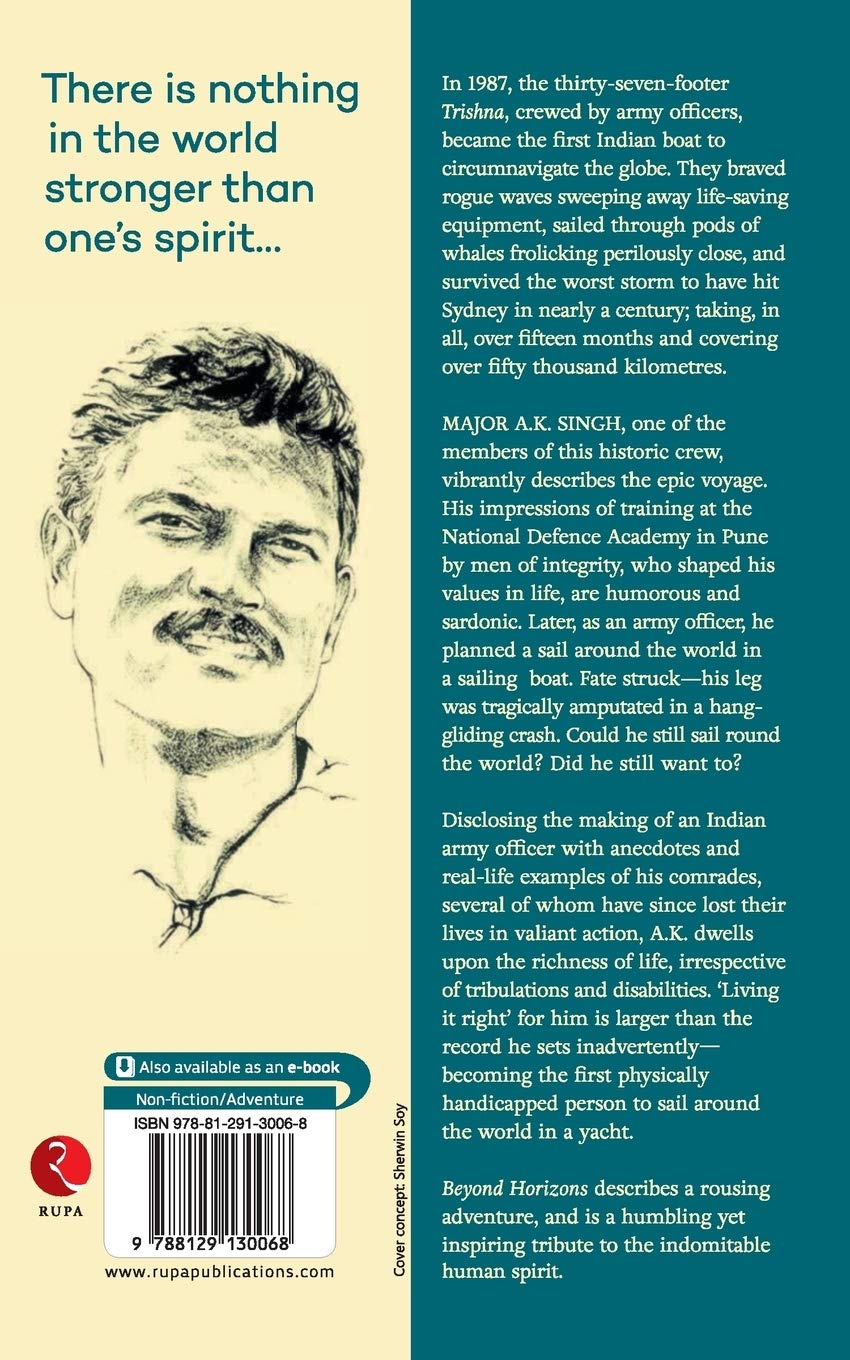 There is nothing
in the world
stronger than
one's spirit...
Also available as an e-book
Non-fiction/Adventure
ISBN 978-81-291-3006-8
9 788129 130068
RUPA
www.rupapublications.com
Cover concept: Sherwin Soy
In 1987, the thirty-seven-footer
Trishna, crewed by army officers,
became the first Indian boat to
circumnavigate the globe. They braved
rogue waves sweeping away life-saving
equipment, sailed through pods of
whales frolicking perilously close, and
survived the worst storm to have hit
Sydney in nearly a century; taking, in
all, over fifteen months and covering
over fifty thousand kilometres.
MAJOR A.K. SINGH, one of the
members of this historic crew,
vibrantly describes the epic voyage.
His impressions of training at the
National Defence Academy in Pune
by men of integrity, who shaped his
values in life, are humorous and
sardonic. Later, as an army officer, he
planned a sail around the world in
a sailing boat. Fate struck—his leg
was tragically amputated in a hang-
gliding crash. Could he still sail round
the world? Did he still want to?
Disclosing the making of an Indian
army officer with anecdotes and
real-life examples of his comrades,
several of whom have since lost their
lives in valiant action, A.K. dwells
upon the richness of life, irrespective
of tribulations and disabilities. 'Living
it right' for him is larger than the
record he sets inadvertently—
becoming the first physically
handicapped person to sail around
the world in a yacht.
Beyond Horizons describes a rousing
adventure, and is a humbling yet
inspiring tribute to the indomitable
human spirit.